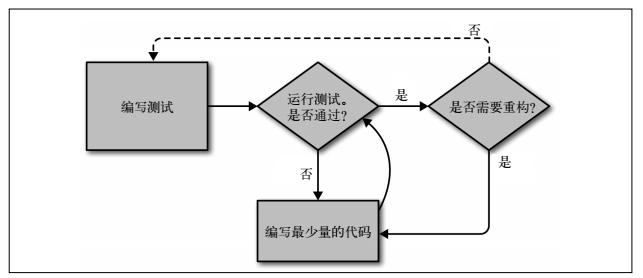 否
编写测试
运行测试。
是否通过?
是
是否需要重构?
否
是
编写最少量的代码